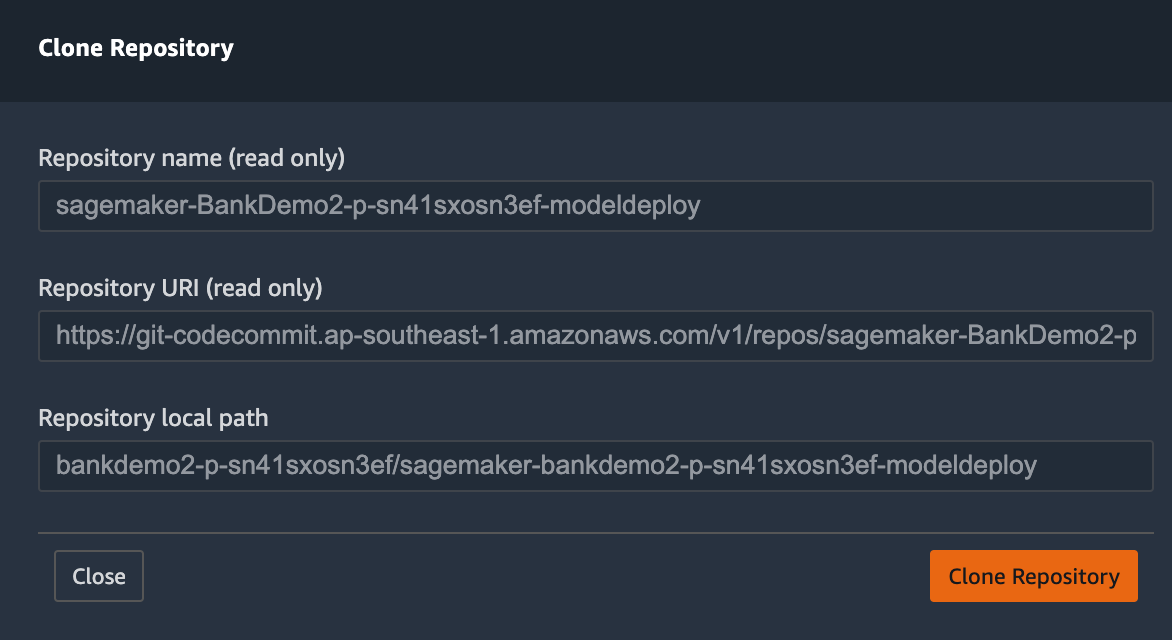 Clone Repository
Repository name (read only)
sagemaker-BankDemo2-p-sn41sxosn3ef-modeldeploy
Repository URI (read only)
https://git-codecommit.ap-southeast-1.amazonaws.com/v1/repos/sagemaker-BankDemo2-p
Repository local path
bankdemo2-p-sn41sxosn3ef/sagemaker-bankdemo2-p-sn41sxosn3ef-modeldeploy
Close
Clone Repository